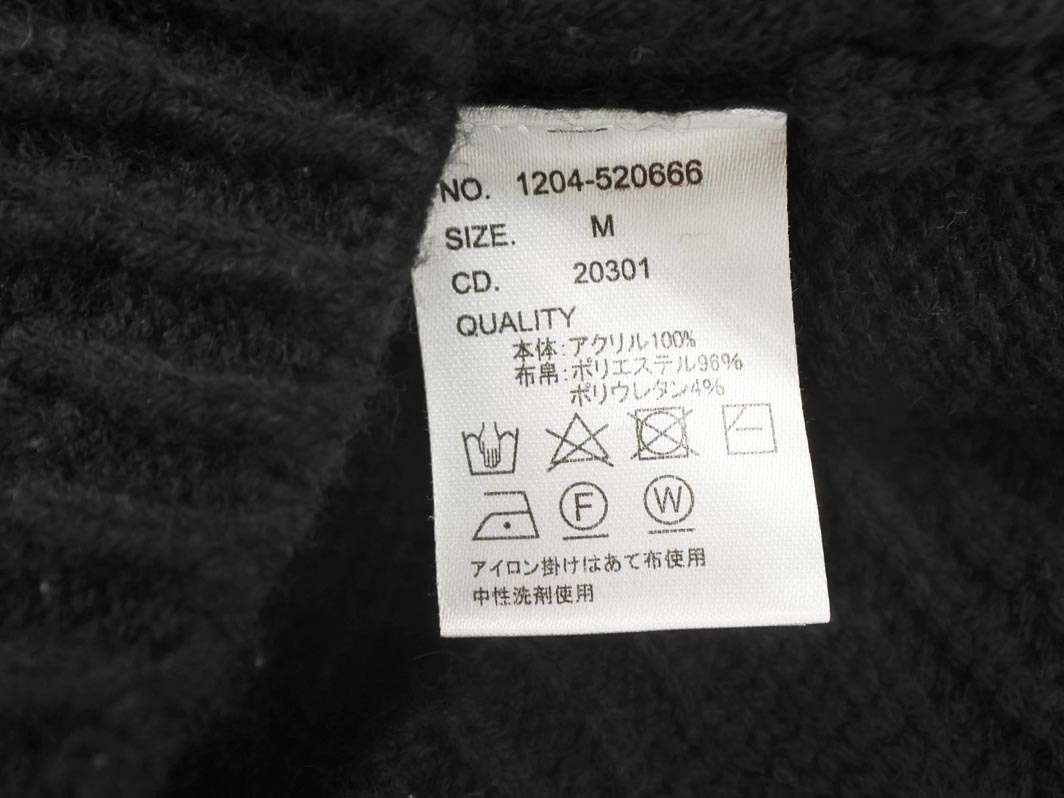 NO. 1204-520666
SIZE. M
CD. 20301
QUALITY
本体:アクリル100%
布帛:ポリエステル96%
ポリウレタン4%
F W
アイロン掛けはあて布使用
中性洗剤使用